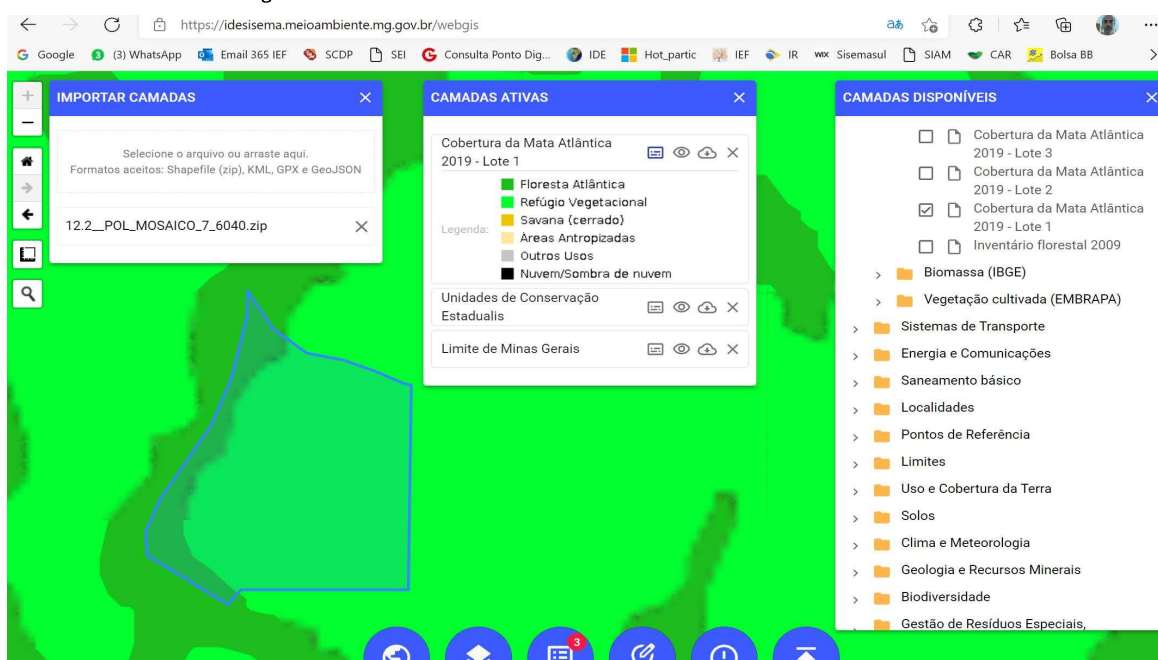 https://idesisema.meioambiente.mg.gov.br/webgis
Google
(3) WhatsApp
Email 365 IEF
SCDP
SEI
Consulta Ponto Dig...
IDE
Hot_partic
IEF
IR
WIX Sisemasul
SIAM
CAR
Bolsa BB
IMPORTAR CAMADAS
Selecione o arquivo ou arraste aqui.
Formatos aceitos: Shapefile (zip), KML, GPX e GeoJSON
12.2__POL_MOSAICO_7_6040.zip
CAMADAS ATIVAS
Cobertura da Mata Atlântica
2019 - Lote 1
Legenda:
Floresta Atlântica
Refúgio Vegetacional
Savana (cerrado)
Áreas Antropizadas
Outros Usos
Nuvem/Sombra de nuvem
Unidades de Conservação
Estadualis
Limite de Minas Gerais
CAMADAS DISPONÍVEIS
Cobertura da Mata Atlântica
2019 - Lote 3
Cobertura da Mata Atlântica
2019 - Lote 2
Cobertura da Mata Atlântica
2019 - Lote 1
Inventário florestal 2009
Biomassa (IBGE)
Vegetação cultivada (EMBRAPA)
Sistemas de Transporte
Energia e Comunicações
Saneamento básico
Localidades
Pontos de Referência
Limites
Uso e Cobertura da Terra
Solos
Clima e Meteorologia
Geologia e Recursos Minerais
Biodiversidade
Gestão de Resíduos Especiais,
3